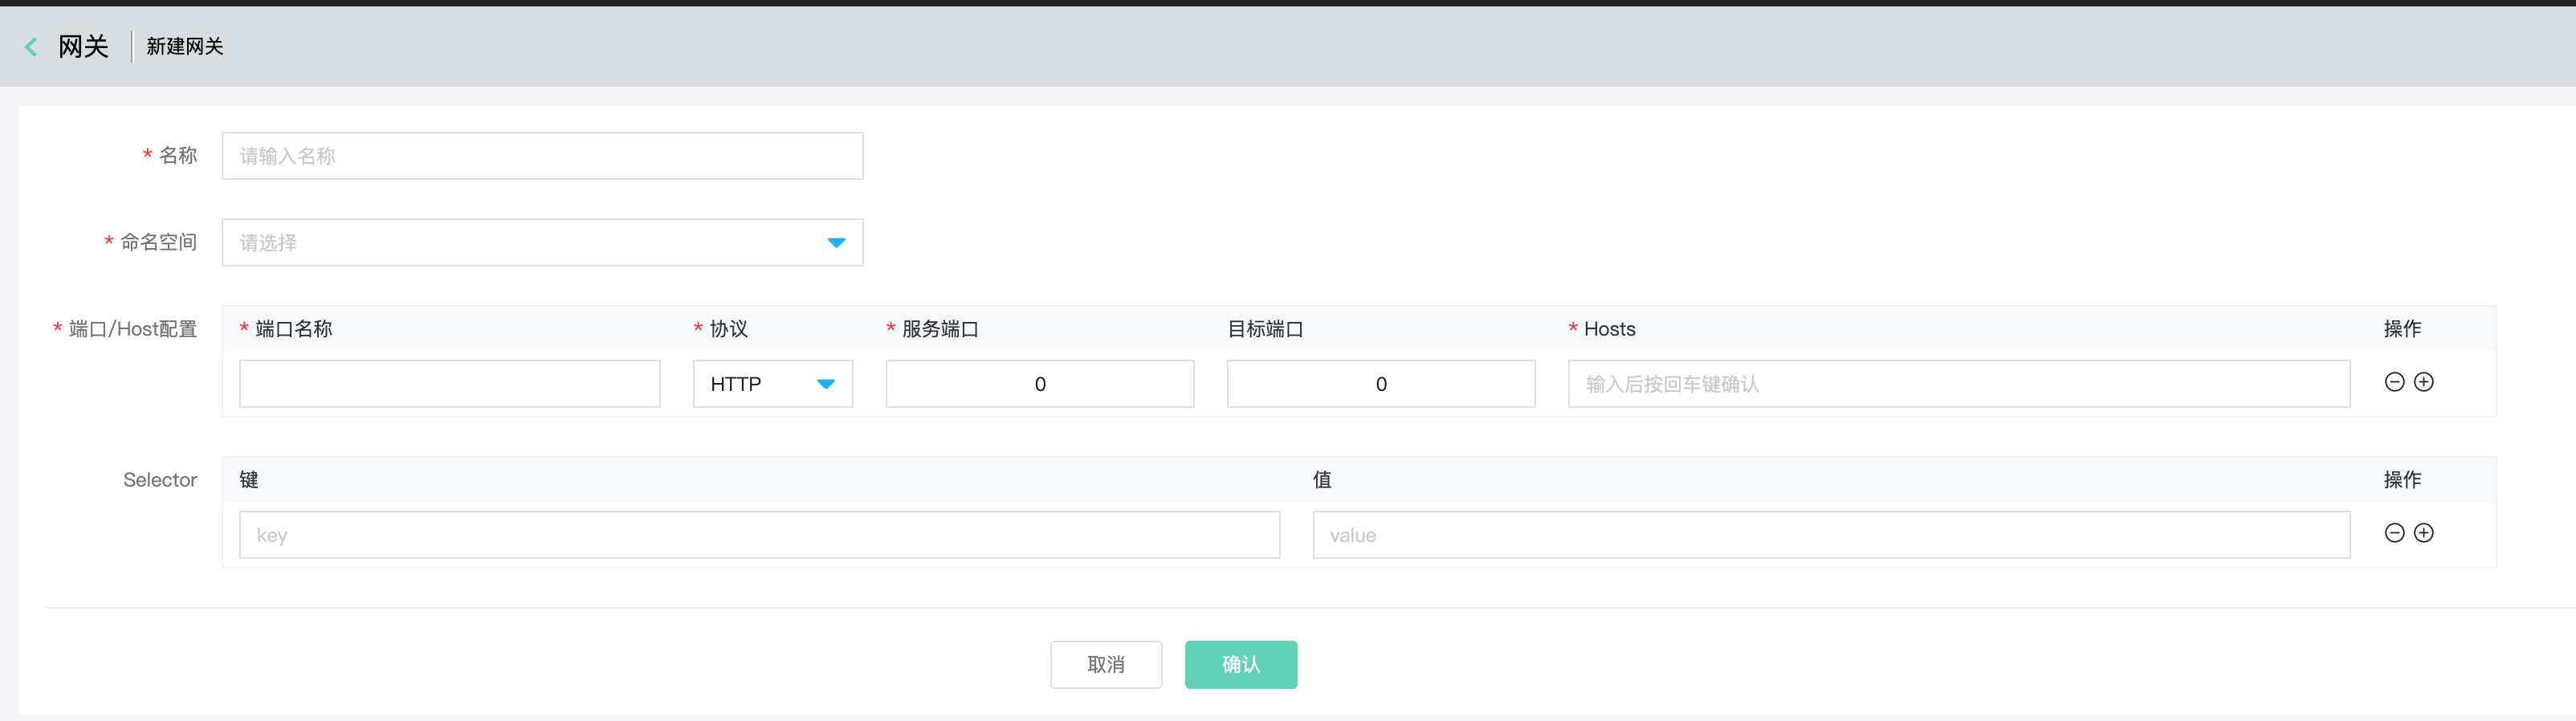 网关 新建网关
* 名称 请输入名称
* 命名空间 请选择
* 端口/Host配置 * 端口名称 * 协议 * 服务端口 目标端口 * Hosts 操作
HTTP 0 0 输入后按回车键确认
Selector 键 值 操作
key value
取消 确认